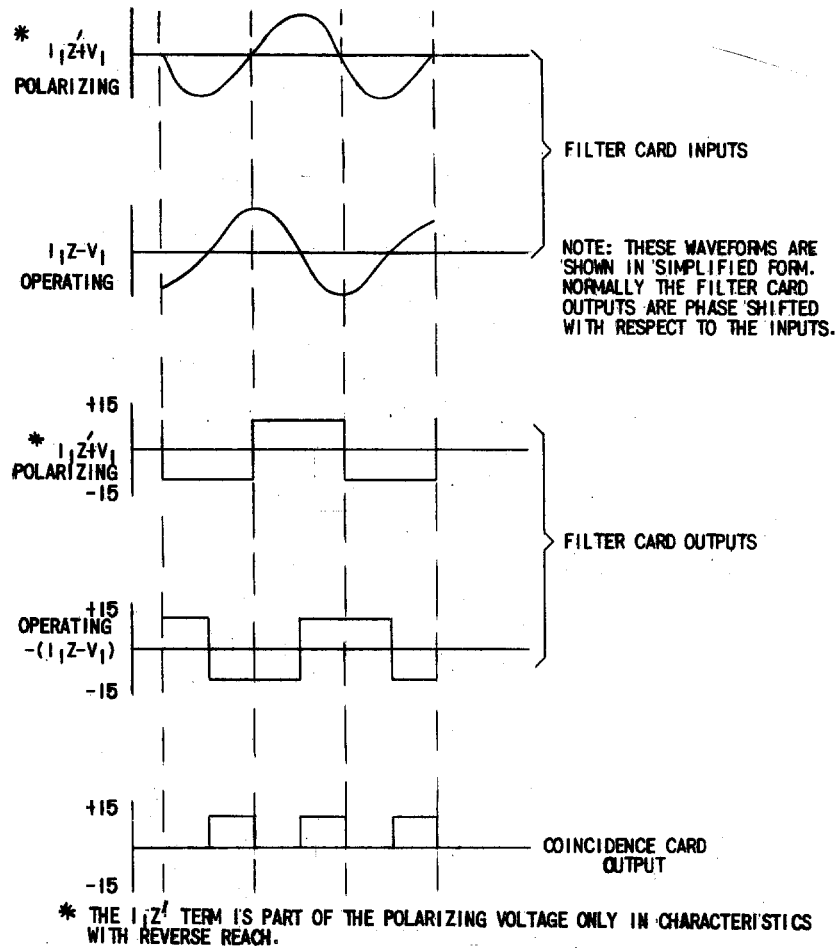 * I₁Z'+V₁
POLARIZING
FILTER CARD INPUTS
I₁Z-V₁
OPERATING
NOTE: THESE WAVEFORMS ARE
SHOWN IN SIMPLIFIED FORM.
NORMALLY THE FILTER CARD
OUTPUTS ARE PHASE SHIFTED
WITH RESPECT TO THE INPUTS.
+15
* I₁Z'+V₁
POLARIZING
-15
FILTER CARD OUTPUTS
+15
OPERATING
-(I₁Z-V₁)
-15
+15
COINCIDENCE CARD
OUTPUT
-15
* THE I₁Z' TERM IS PART OF THE POLARIZING VOLTAGE ONLY IN CHARACTERISTICS
WITH REVERSE REACH.